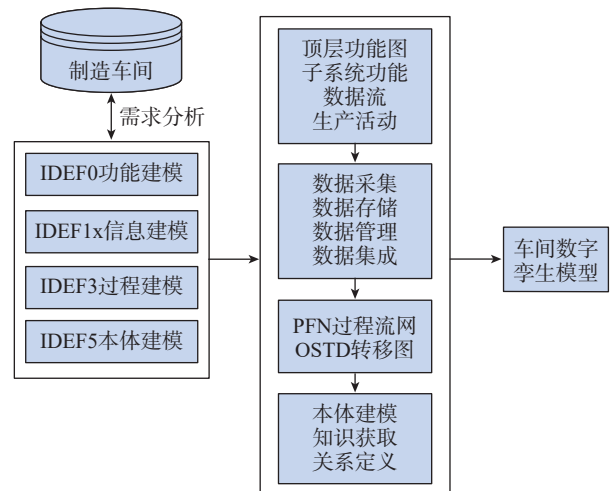 制造车间
需求分析
IDEF0功能建模
IDEF1x信息建模
IDEF3过程建模
IDEF5本体建模
顶层功能图
子系统功能
数据流
生产活动
数据采集
数据存储
数据管理
数据集成
PFN过程流网
OSTD转移图
本体建模
知识获取
关系定义
车间数字
孪生模型